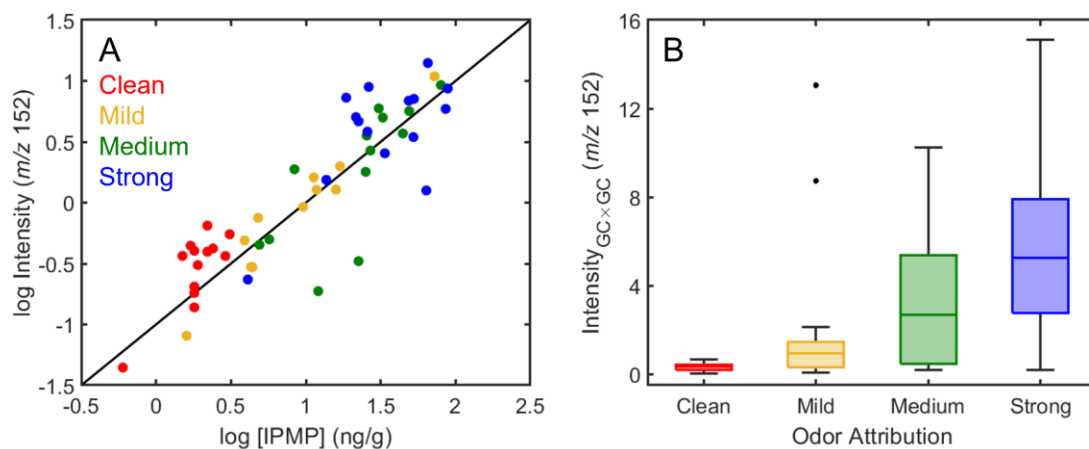 A
Clean
Mild
Medium
Strong
1.5
1
0.5
0
-0.5
-1
-1.5
log Intensity (m/z 152)
-0.5
0
0.5
1
1.5
2
2.5
log [IPMP] (ng/g)
B
16
12
8
4
0
Intensity GC×GC (m/z 152)
Clean
Mild
Medium
Strong
Odor Attribution